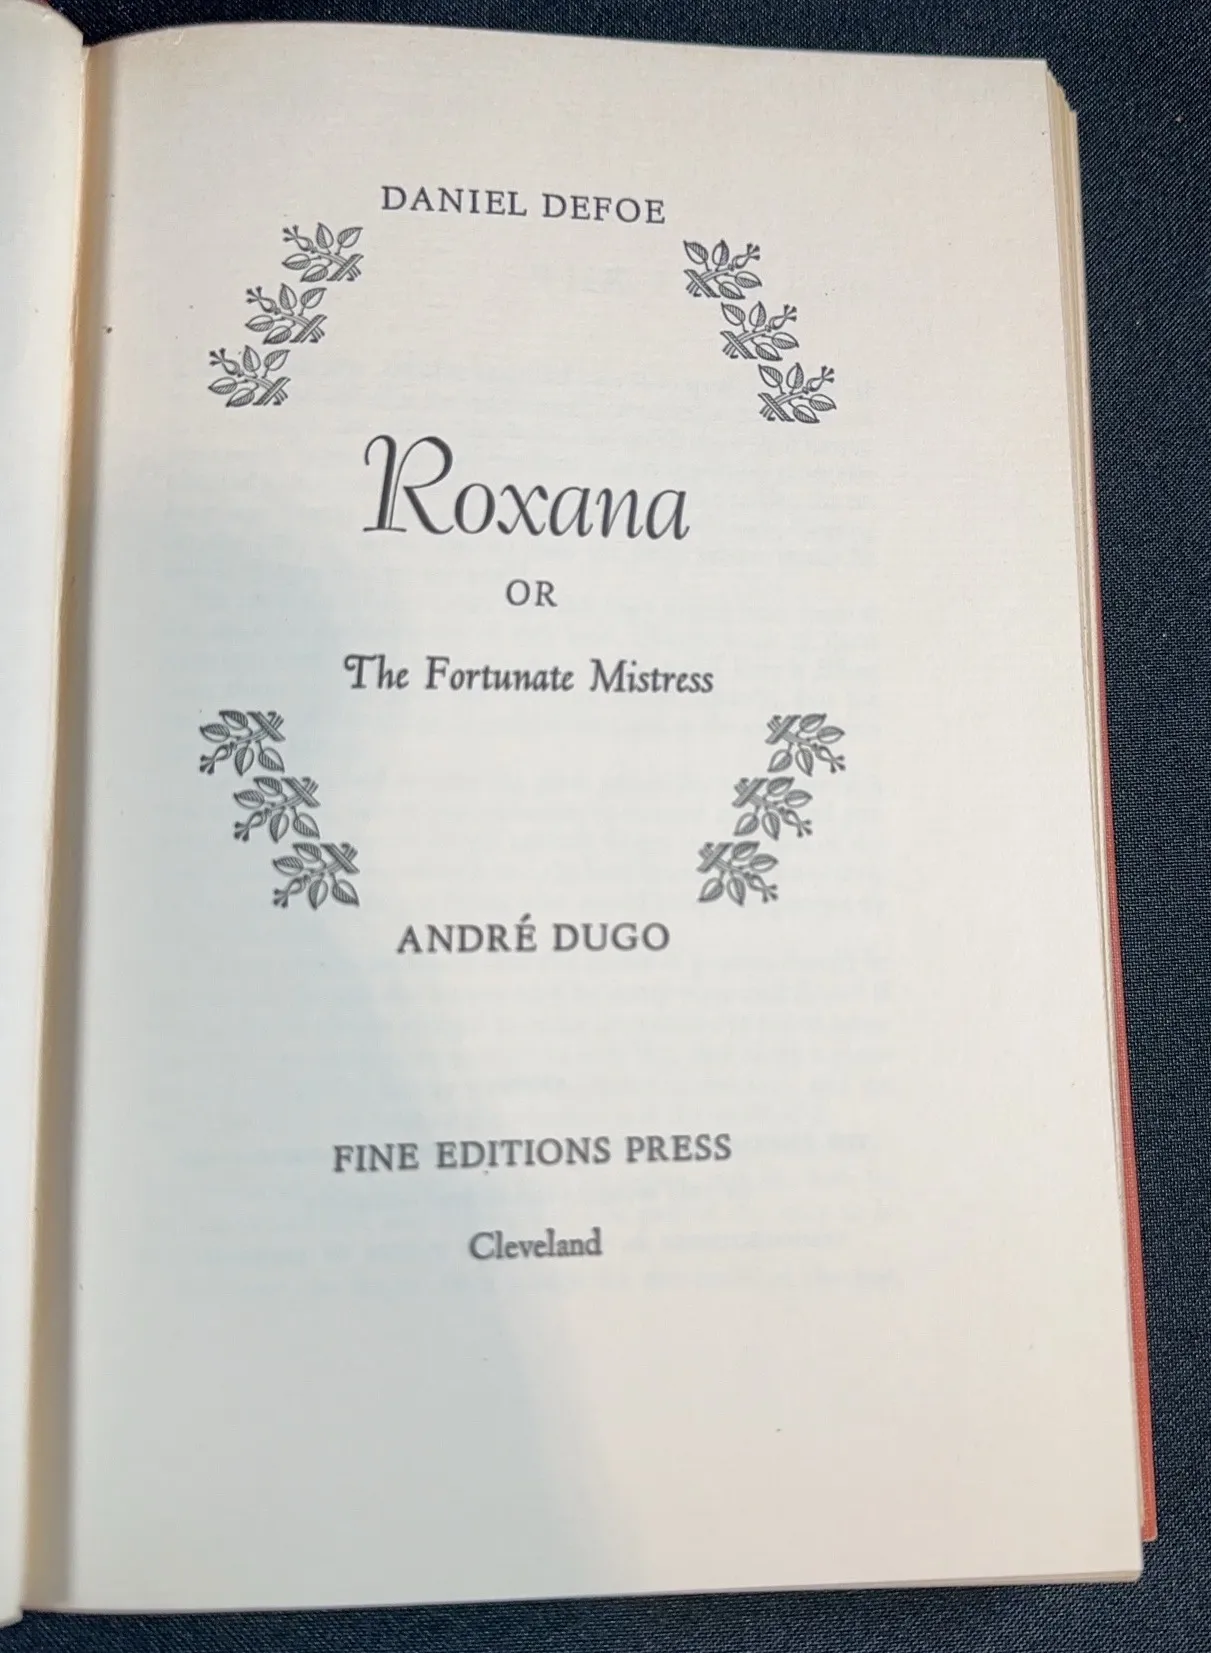 DANIEL DEFOE
Roxana
OR
The Fortunate Mistress
ANDRÉ DUGO
FINE EDITIONS PRESS
Cleveland